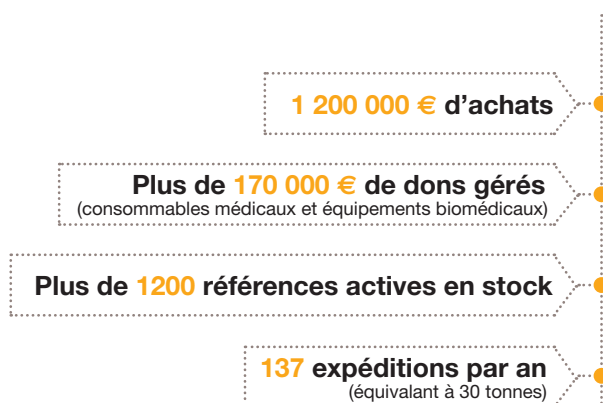 1 200 000 € d’achats
Plus de 170 000 € de dons gérés
(consommables médicaux et équipements biomédicaux)
Plus de 1200 références actives en stock
137 expéditions par an
(équivalant à 30 tonnes)